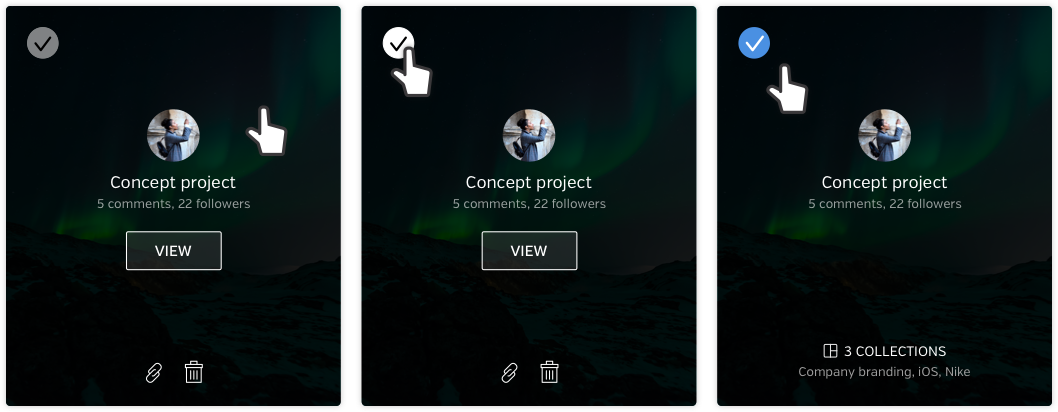 Concept project
5 comments, 22 followers
VIEW
Concept project
5 comments, 22 followers
VIEW
Concept project
5 comments, 22 followers
3 COLLECTIONS
Company branding, iOS, Nike